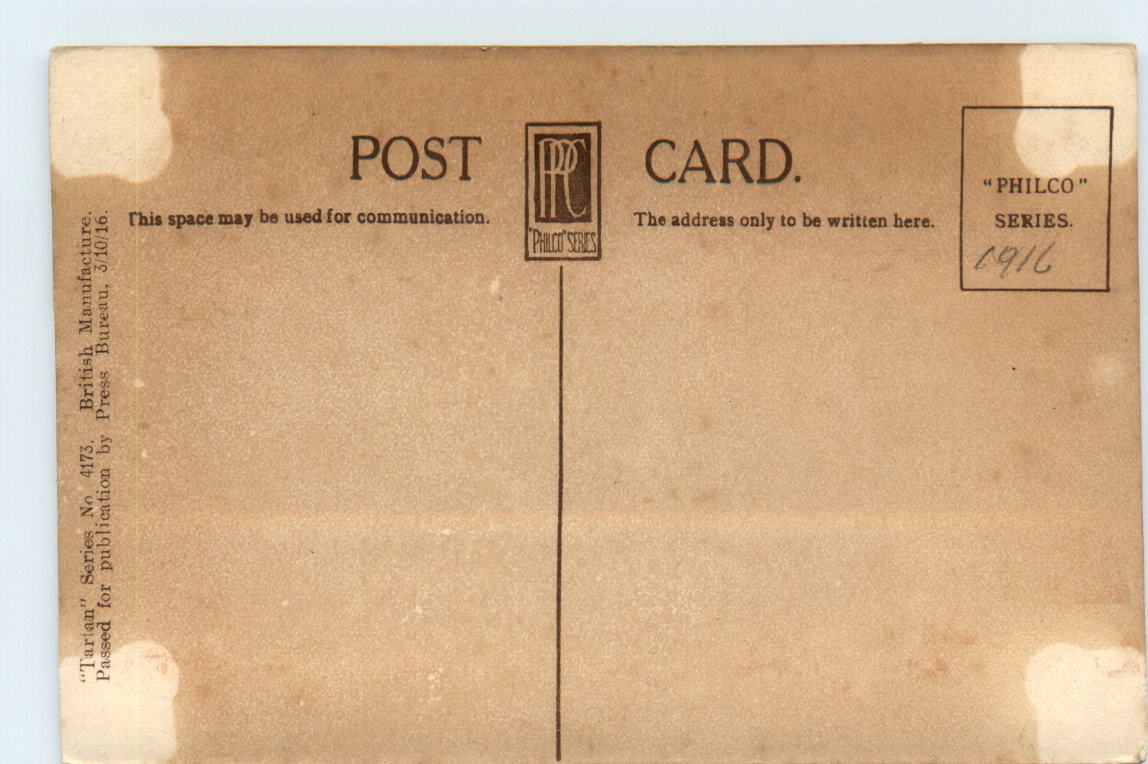 POST CARD.
This space may be used for communication.
The address only to be written here.
PPC
"PHILCO" SERIES
"PHILCO"
SERIES.
1916
"Tartan" Series No. 4173. British Manufacture.
Passed for publication by Press Bureau, 3/10/16.